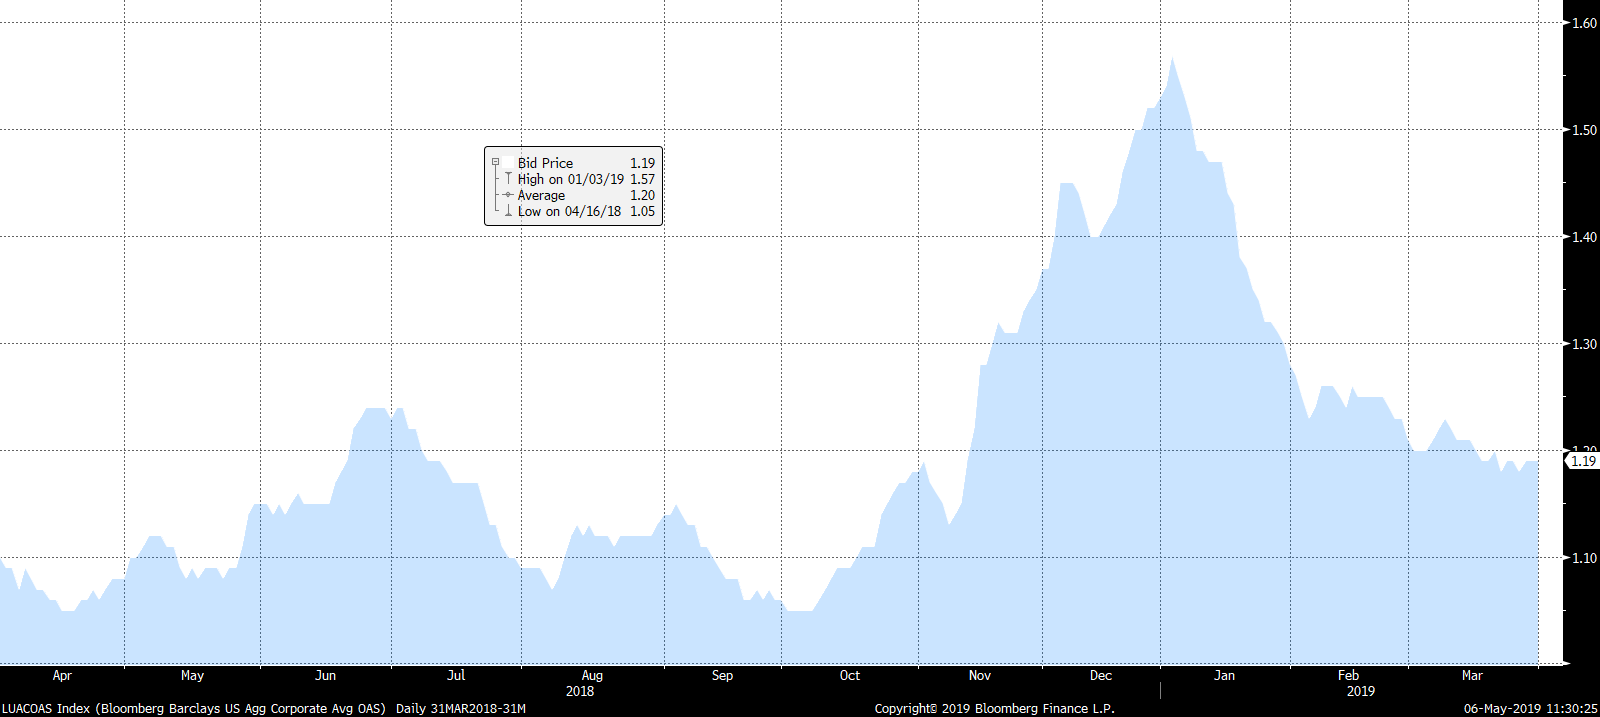 1.60
1.50
Bid Price 1.19
High on 01/03/19 1.57
Average 1.20
Low on 04/16/18 1.05
1.40
1.30
1.20
1.19
1.10
Apr May Jun Jul Aug Sep Oct Nov Dec Jan Feb Mar
2018 2019
LUACOAS Index (Bloomberg Barclays US Agg Corporate Avg OAS) Daily 31MAR2018-31M Copyright© 2019 Bloomberg Finance L.P. 06-May-2019 11:30:25